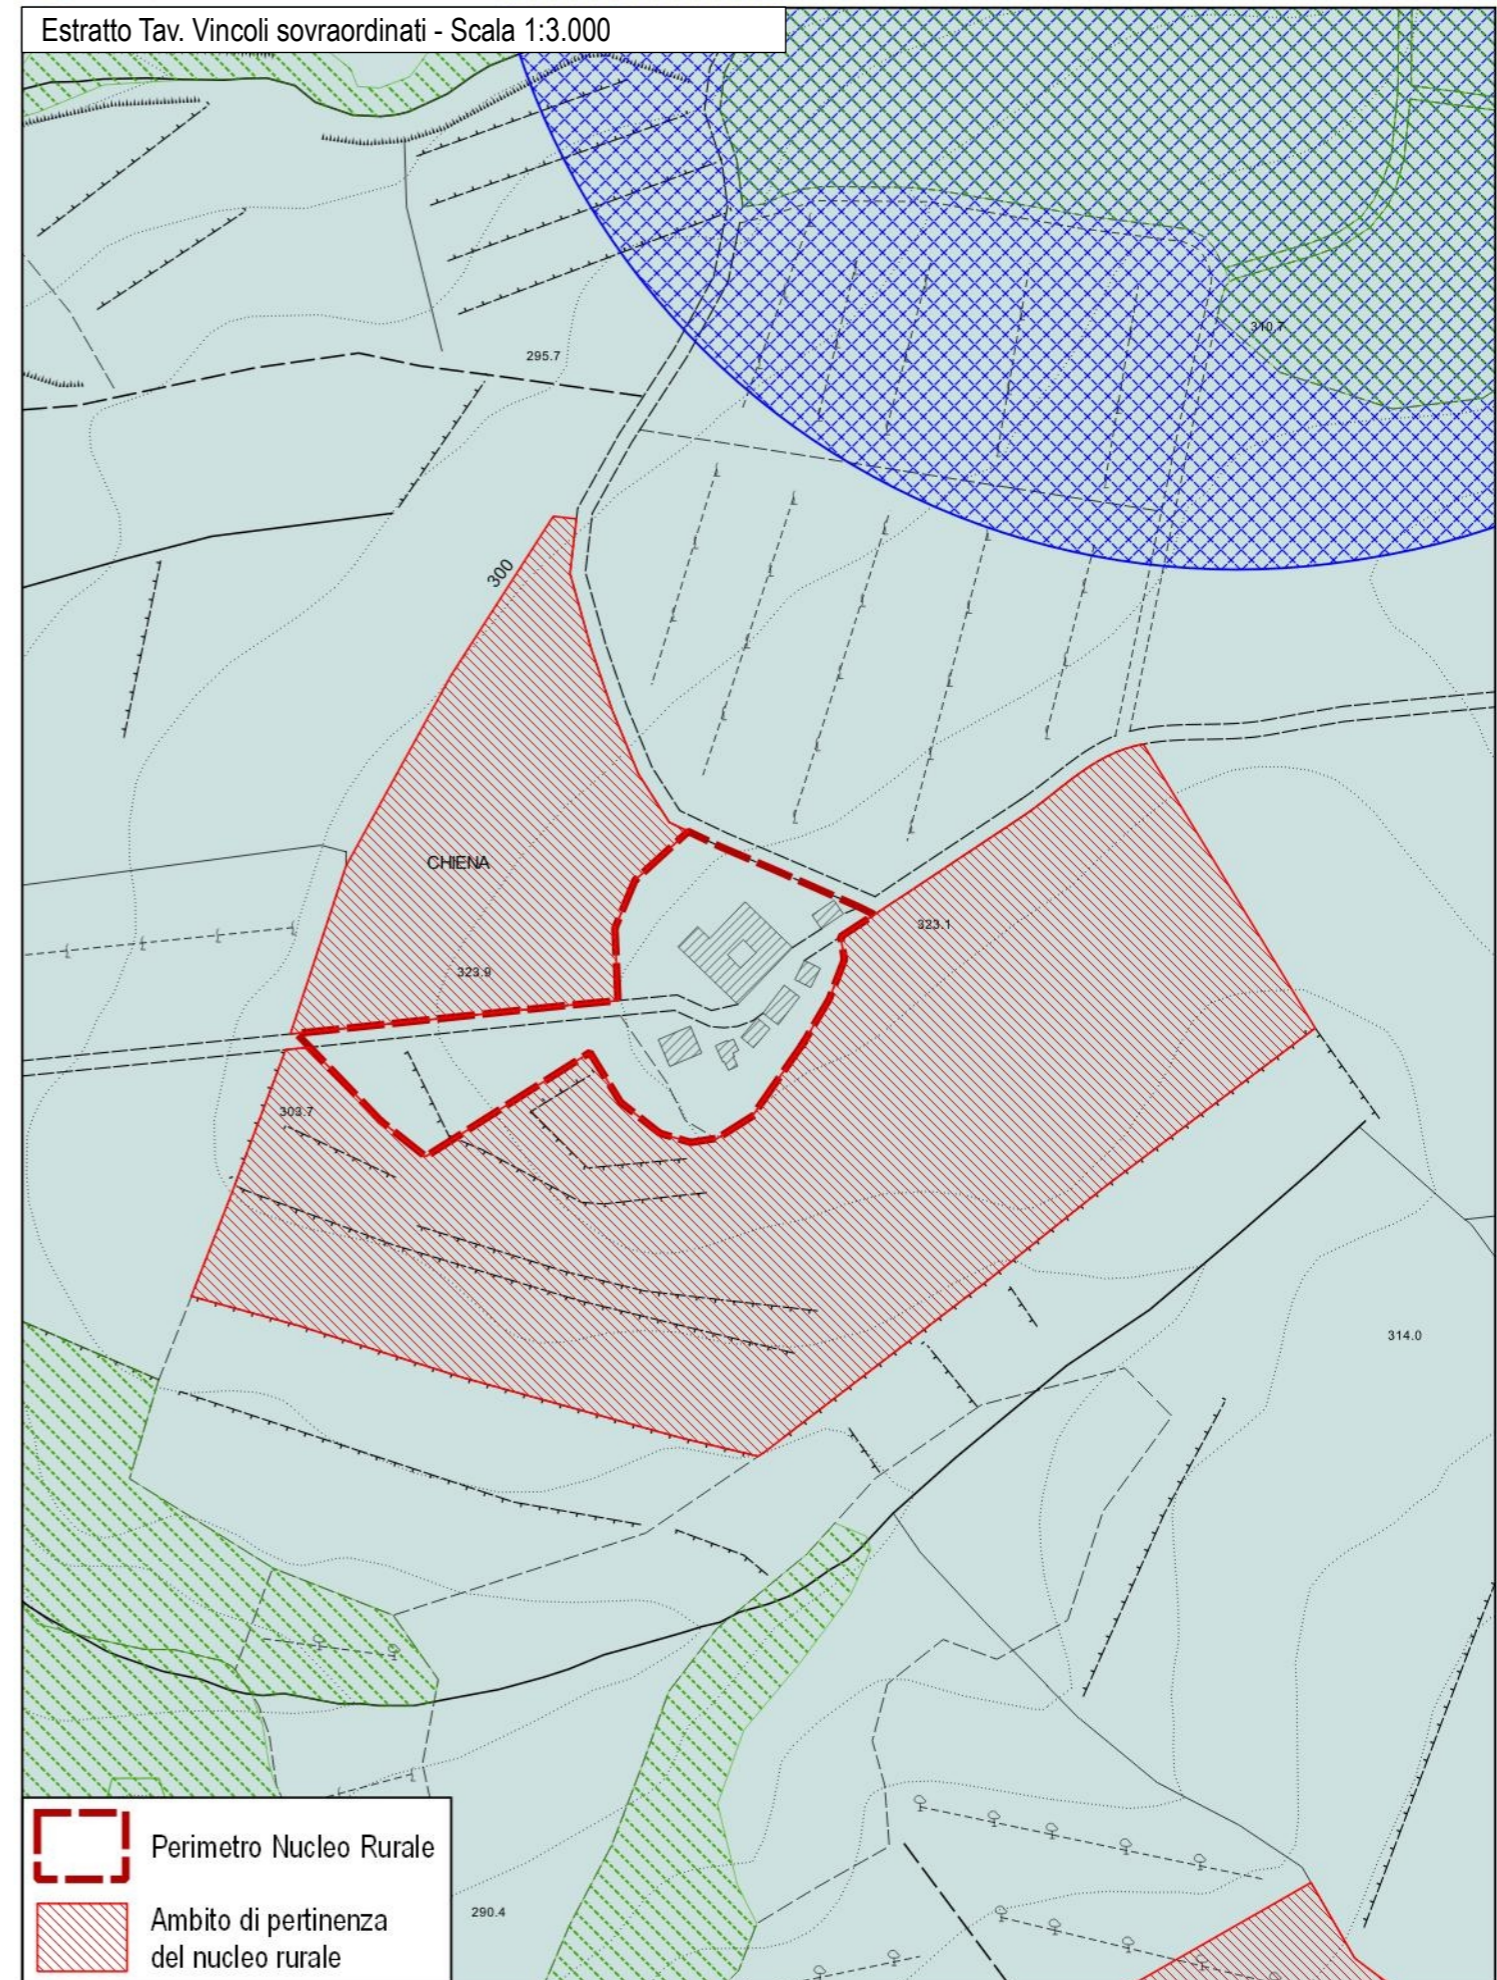 Estratto Tav. Vincoli sovraordinati - Scala 1:3.000
310.7
295.7
300
CHIENA
323.1
323.9
303.7
314.0
Perimetro Nucleo Rurale
290.4
Ambito di pertinenza
del nucleo rurale